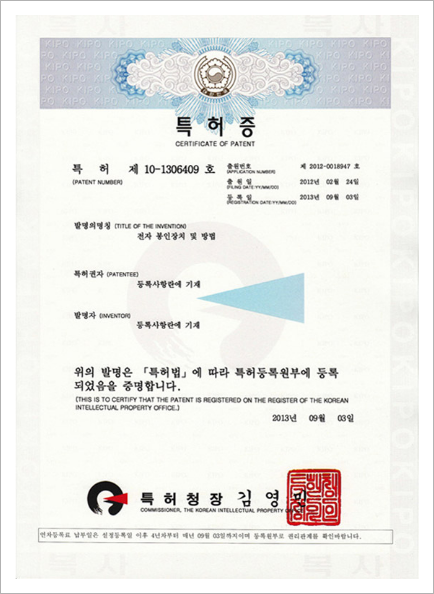 복사
KIPO KIPO KIPO KIPO
특허증
CERTIFICATE OF PATENT
특 허 제 10-1306409 호
(PATENT NUMBER)
출원번호 제 2012-0018947 호
(APPLICATION NUMBER)
출 원 일 2012년 02월 24일
(FILING DATE:YY/MM/DD)
등 록 일 2013년 09월 03일
(REGISTRATION DATE:YY/MM/DD)
발명의명칭 (TITLE OF THE INVENTION)
전자 봉인장치 및 방법
특허권자 (PATENTEE)
등록사항란에 기재
발명자 (INVENTOR)
등록사항란에 기재
위의 발명은 「특허법」에 따라 특허등록원부에 등록
되었음을 증명합니다.
(THIS IS TO CERTIFY THAT THE PATENT IS REGISTERED ON THE REGISTER OF THE KOREAN
INTELLECTUAL PROPERTY OFFICE.)
2013년 09월 03일
특허청장 김영민
COMMISSIONER, THE KOREAN INTELLECTUAL PROPERTY
연차등록료 납부일은 설정등록일 이후 4년차부터 매년 09월 03일까지이며 등록원부로 권리관계를 확인바랍니다.